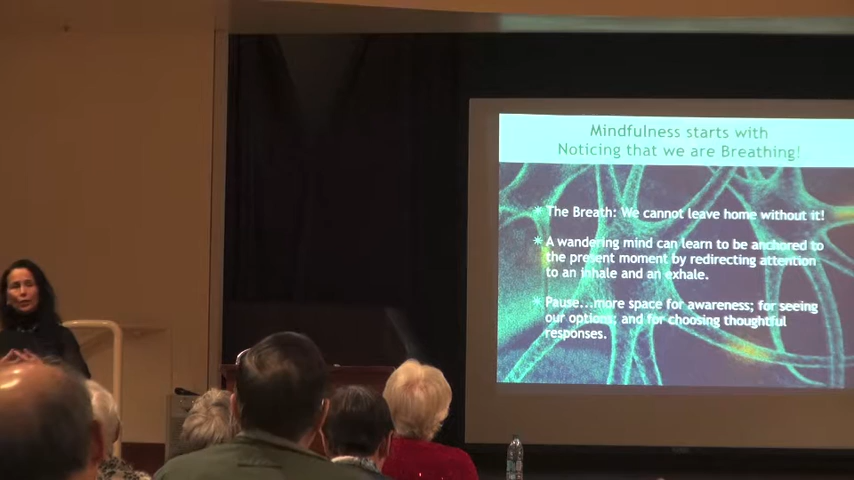 Mindfulness starts with
Noticing that we are Breathing!
The Breath: We cannot leave home without it!
A wandering mind can learn to be anchored to
the present moment by redirecting attention
to an inhale and an exhale.
Pause...more space for awareness; for seeing
our options; and for choosing thoughtful
responses.